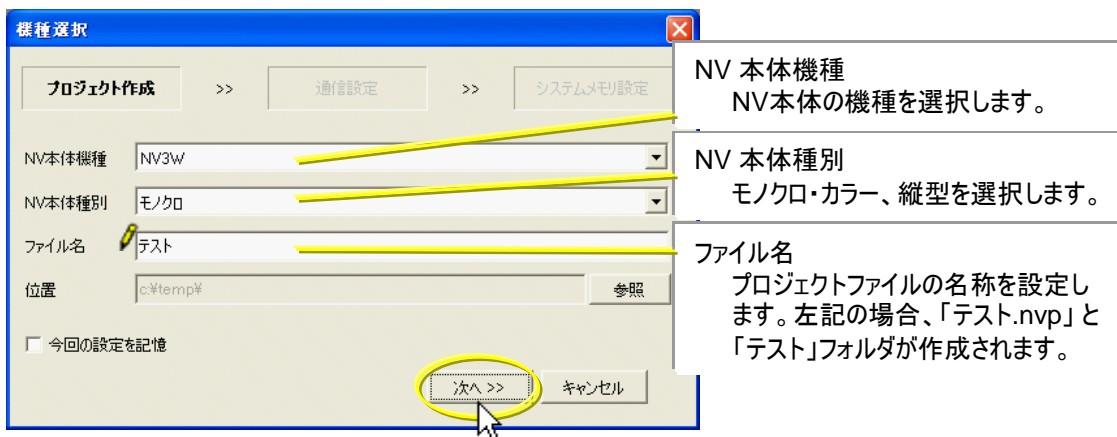 機種選択
プロジェクト作成 >> 通信設定 >> システムメモリ設定
NV本体機種 NV3W
NV本体種別 モノクロ
ファイル名 テスト
位置 c:¥temp¥ 参照
今回の設定を記憶
次へ >> キャンセル
NV 本体機種
NV本体の機種を選択します。
NV 本体種別
モノクロ・カラー、縦型を選択します。
ファイル名
プロジェクトファイルの名称を設定し
ます。左記の場合、「テスト.nvp」と
「テスト」フォルダが作成されます。